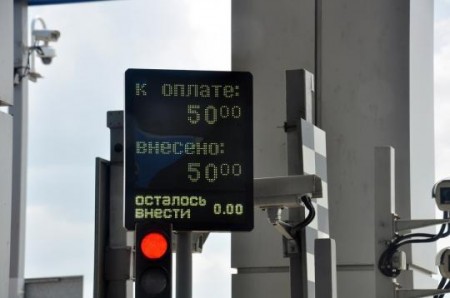 к оплате:
50⁰⁰
внесено:
50⁰⁰
осталось
внести 0.00